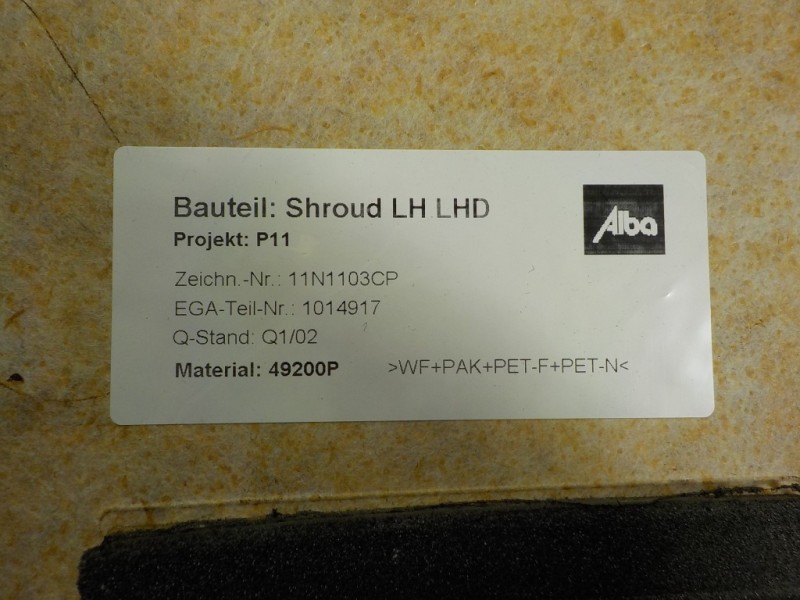 Bauteil: Shroud LH LHD
Alba
Projekt: P11
Zeichn.-Nr.: 11N1103CP
EGA-Teil-Nr.: 1014917
Q-Stand: Q1/02
Material: 49200P >WF+PAK+PET-F+PET-N<